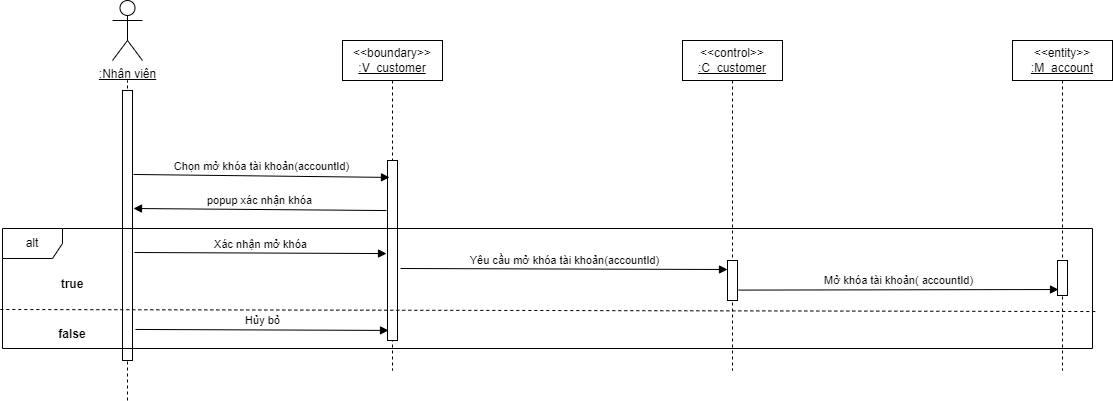 :Nhân viên
<<boundary>>
:V_customer
<<control>>
:C_customer
<<entity>>
:M_account
Chọn mở khóa tài khoản(accountId)
popup xác nhận khóa
alt
Xác nhận mở khóa
Yêu cầu mở khóa tài khoản(accountId)
true
Mở khóa tài khoản( accountId)
Hủy bỏ
false